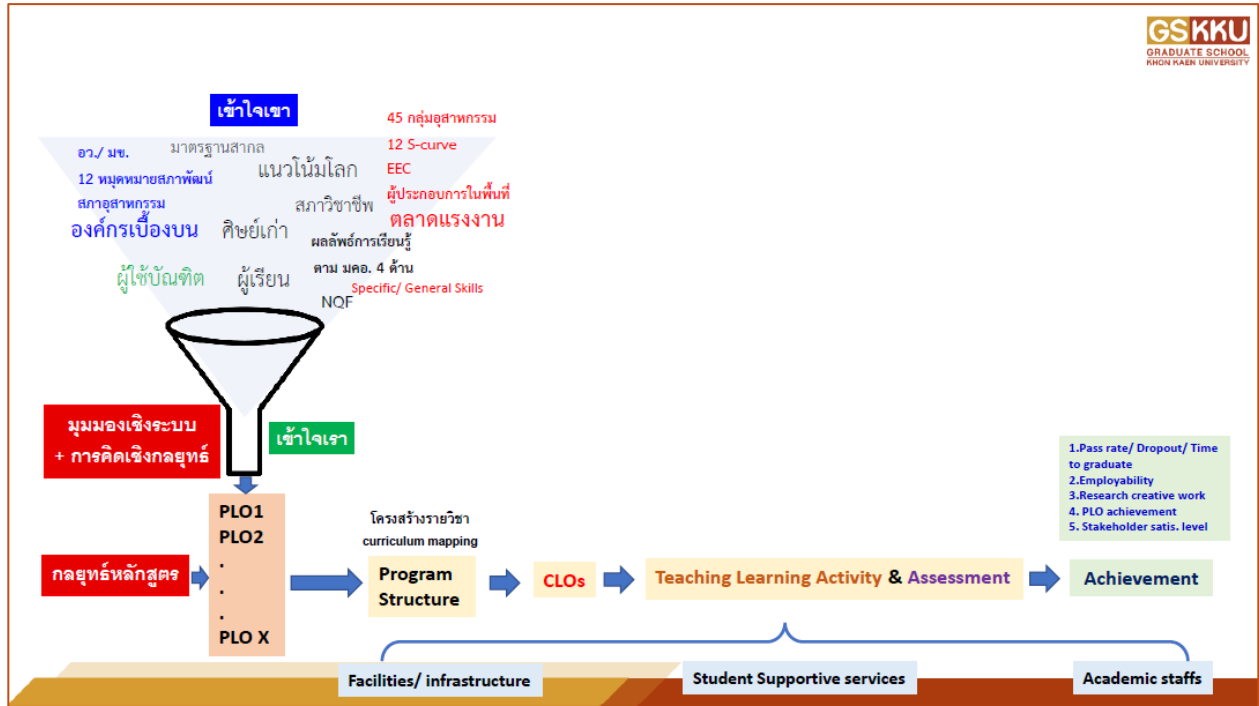 GSKKU
GRADUATE SCHOOL
KHON KAEN UNIVERSITY
เข้าใจเขา
อว./ มข.
มาตรฐานสากล
45 กลุ่มอุสาหกรรม
12 S-curve
12 หมุดหมายสภาพัฒน์
แนวโน้มโลก
EEC
สภาอุสาหกรรม
สภาวิชาชีพ
ผู้ประกอบการในพื้นที่
องค์กรเบื้องบน
ศิษย์เก่า
ตลาดแรงงาน
ผลลัพธ์การเรียนรู้
ตาม มคอ. 4 ด้าน
ผู้ใช้บัณฑิต
ผู้เรียน
Specific/ General Skills
NQF
มุมมองเชิงระบบ
+ การคิดเชิงกลยุทธ์
เข้าใจเรา
กลยุทธ์หลักสูตร
PLO1
PLO2
.
.
.
PLO X
โครงสร้างรายวิชา
curriculum mapping
Program
Structure
CLOs
Teaching Learning Activity & Assessment
1.Pass rate/ Dropout/ Time
to graduate
2.Employability
3.Research creative work
4. PLO achievement
5. Stakeholder satis. level
Achievement
Facilities/ infrastructure
Student Supportive services
Academic staffs